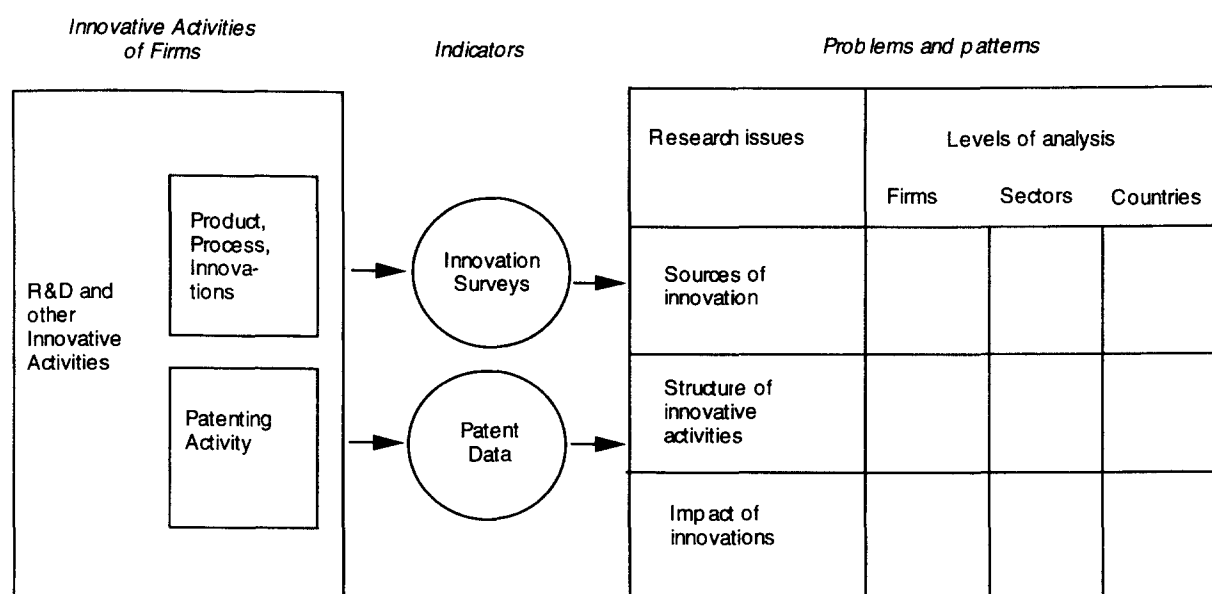 Innovative Activities
of Firms
Indicators
Problems and patterns
R&D and
other
Innovative
Activities
Product,
Process,
Innova-
tions
Patenting
Activity
Innovation
Surveys
Patent
Data
Research issues
Levels of analysis
Firms
Sectors
Countries
Sources of
innovation
Structure of
innovative
activities
Impact of
innovations